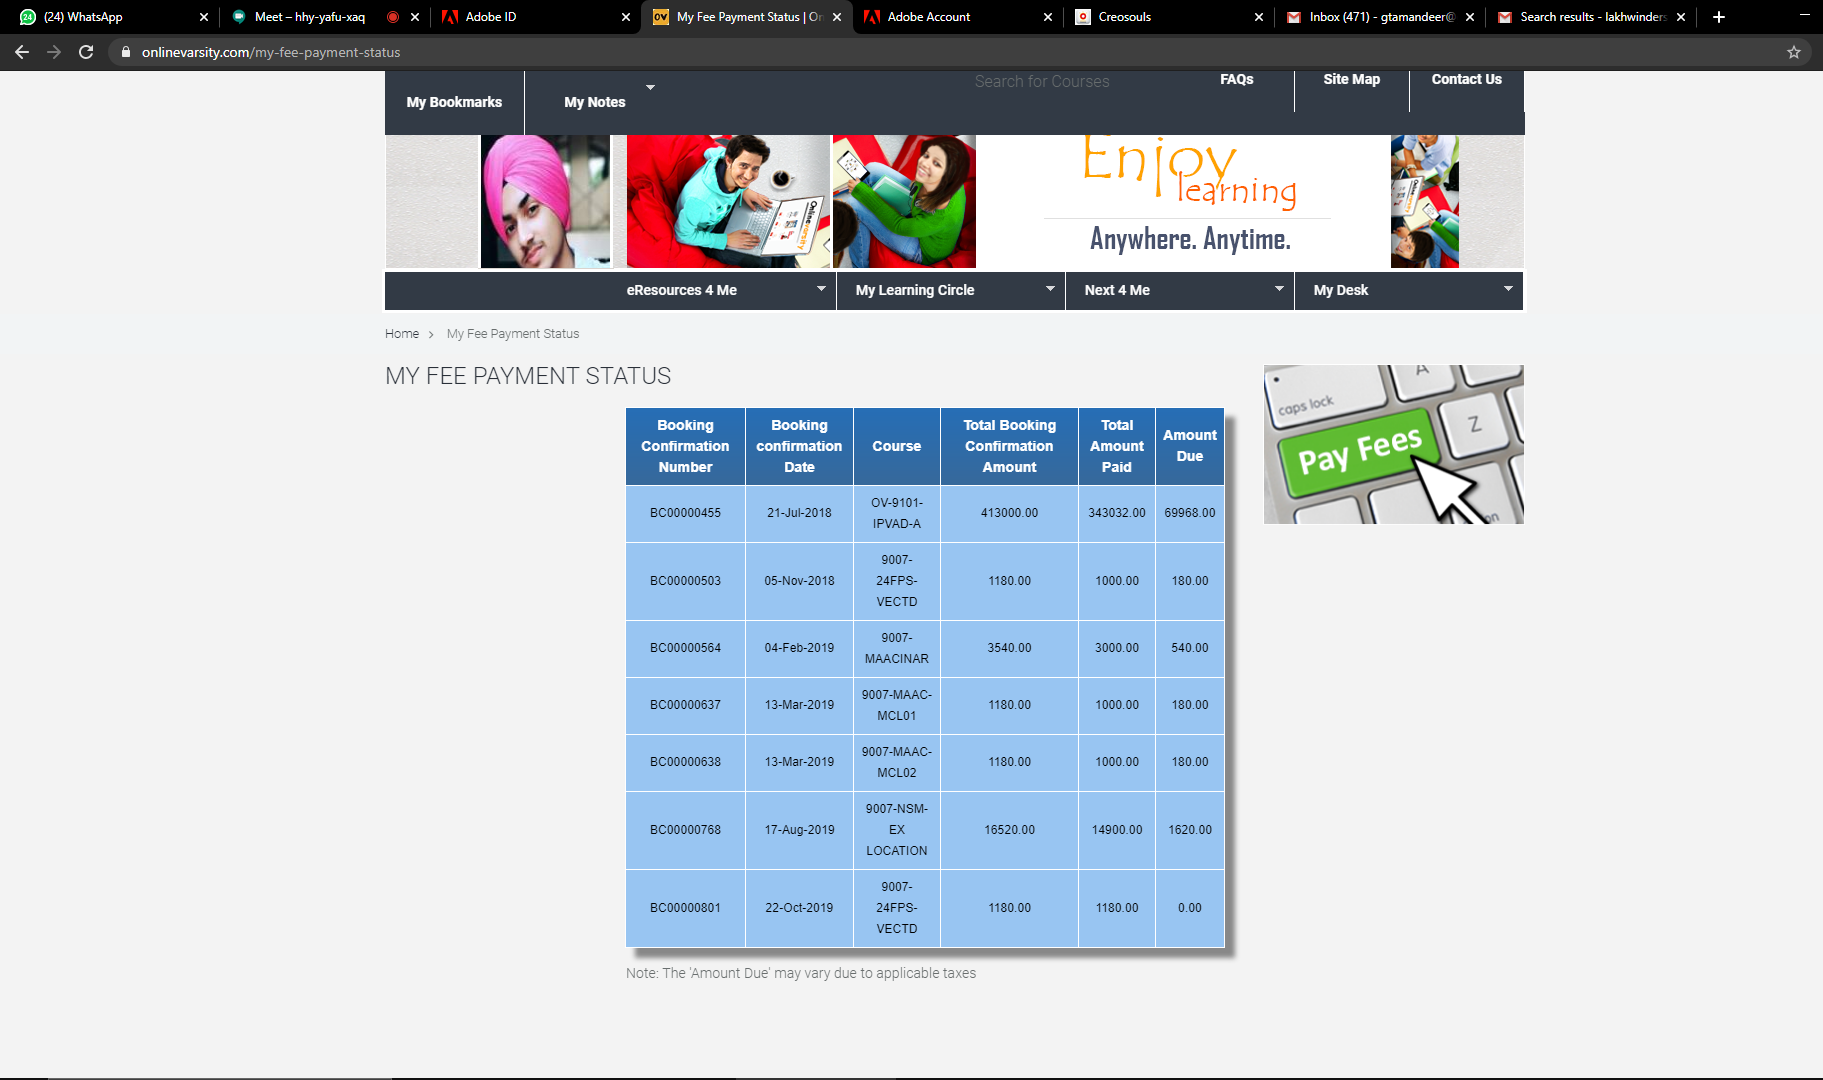 (24) WhatsApp
Meet – hhy-yafu-xaq
Adobe ID
My Fee Payment Status | On
Adobe Account
Creosouls
Inbox (471) - gtamandeer@
Search results - lakhwinders
onlinevarsity.com/my-fee-payment-status
My Bookmarks
My Notes
Search for Courses
FAQs
Site Map
Contact Us
Enjoy
learning
Anywhere. Anytime.
eResources 4 Me
My Learning Circle
Next 4 Me
My Desk
Home > My Fee Payment Status
MY FEE PAYMENT STATUS
Booking Confirmation Number
Booking confirmation Date
Course
Total Booking Confirmation Amount
Total Amount Paid
Amount Due
BC00000455 21-Jul-2018 OV-9101-IPVAD-A 413000.00 343032.00 69968.00
BC00000503 05-Nov-2018 9007-24FPS-VECTD 1180.00 1000.00 180.00
BC00000564 04-Feb-2019 9007-MAACINAR 3540.00 3000.00 540.00
BC00000637 13-Mar-2019 9007-MAAC-MCL01 1180.00 1000.00 180.00
BC00000638 13-Mar-2019 9007-MAAC-MCL02 1180.00 1000.00 180.00
BC00000768 17-Aug-2019 9007-NSM-EX LOCATION 16520.00 14900.00 1620.00
BC00000801 22-Oct-2019 9007-24FPS-VECTD 1180.00 1180.00 0.00
Note: The 'Amount Due' may vary due to applicable taxes
caps lock
A
Z
Pay Fees